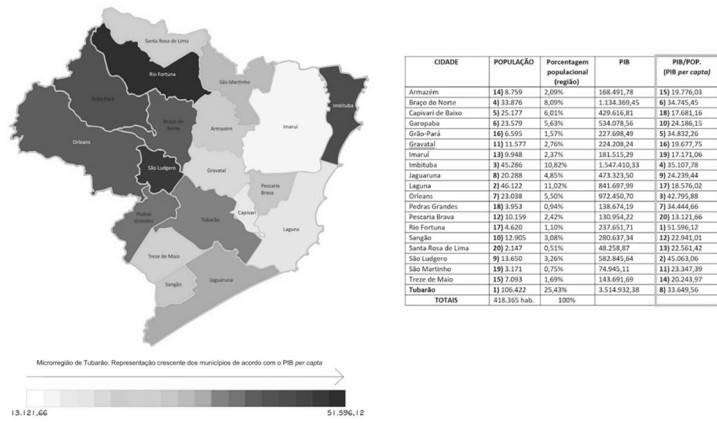 Santa Rosa de Lima
Rio Fortuna
São Martinho
Grão Pará
Braço do
Norte
Armazém
Imaruí
Imbituba
Orleans
São Ludgero
Gravatal
Pescaria
Brava
Pedras
Grandes
Tubarão
Capivari
Laguna
Treze de Maio
Sangão
Jaguaruna
Microrregião de Tubarão: Representação crescente dos municípios de acordo com o PIB per capta
13.121,66 51.596,12
CIDADE POPULAÇÃO Porcentagem PIB PIB/POP.
populacional (PIB per capta)
(região)
Armazém 14) 8.759 2,09% 168.491,78 15) 19.776,03
Braço do Norte 4) 33.876 8,09% 1.134.369,45 6) 34.745,45
Capivari de Baixo 5) 25.177 6,01% 429.616,81 18) 17.681,16
Garopaba 6) 23.579 5,63% 534.078,56 10) 24.186,15
Grão-Pará 16) 6.595 1,57% 227.698,49 5) 34.832,26
Gravatal 11) 11.577 2,76% 224.208,24 16) 19.677,75
Imaruí 13) 9.948 2,37% 181.515,29 19) 17.171,06
Imbituba 3) 45.286 10,82% 1.547.410,33 4) 35.107,78
Jaguaruna 8) 20.288 4,85% 473.323,50 9) 24.239,44
Laguna 2) 46.122 11,02% 841.697,99 17) 18.576,02
Orleans 7) 23.038 5,50% 972.450,70 3) 42.795,88
Pedras Grandes 18) 3.953 0,94% 138.674,19 7) 34.444,66
Pescaria Brava 12) 10.159 2,42% 130.954,22 20) 13.121,66
Rio Fortuna 17) 4.620 1,10% 237.651,71 1) 51.596,12
Sangão 10) 12.905 3,08% 280.637,34 12) 22.941,01
Santa Rosa de Lima 20) 2.147 0,51% 48.258,87 13) 22.561,42
São Ludgero 9) 13.650 3,26% 582.845,64 2) 45.063,06
São Martinho 19) 3.171 0,75% 74.945,11 11) 23.347,39
Treze de Maio 15) 7.093 1,69% 143.691,69 14) 20.243,97
Tubarão 1) 106.422 25,43% 3.514.932,38 8) 33.649,56
TOTAIS 418.365 hab. 100%